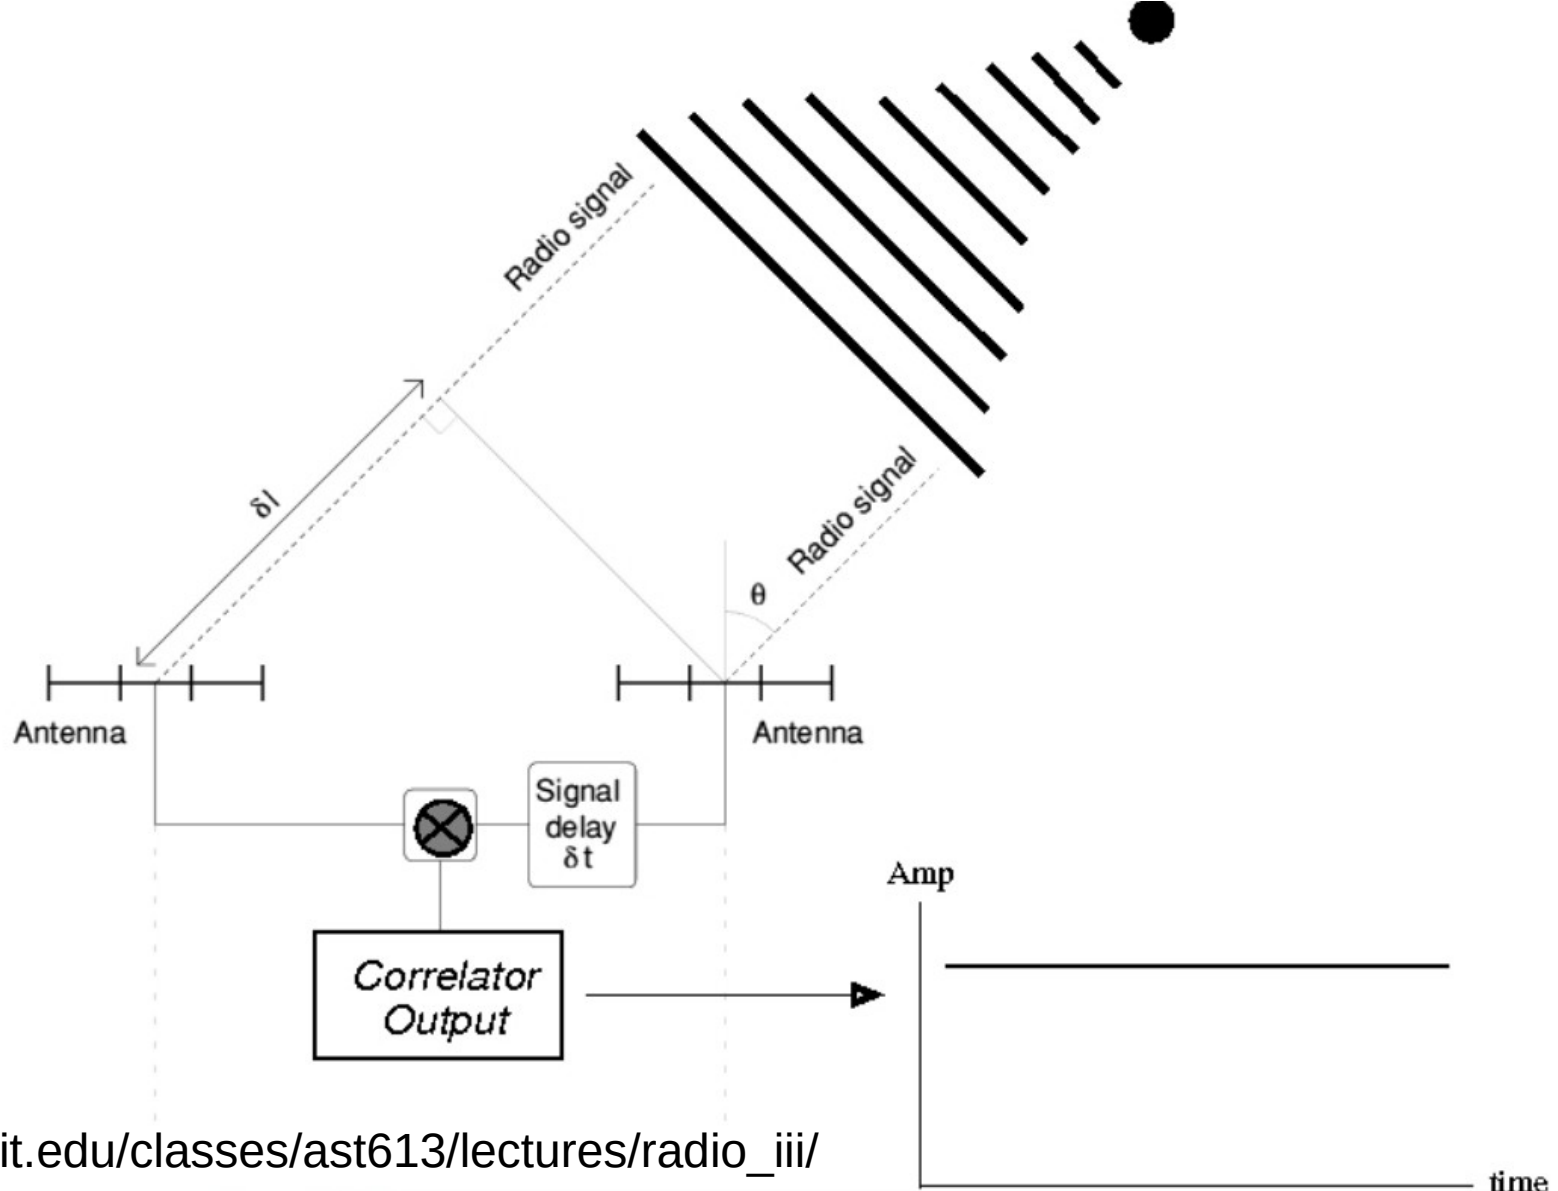 Radio signal
δl
Radio signal
θ
Antenna
Antenna
Signal
delay
δt
Amp
Correlator
Output
it.edu/classes/ast613/lectures/radio_iii/
time